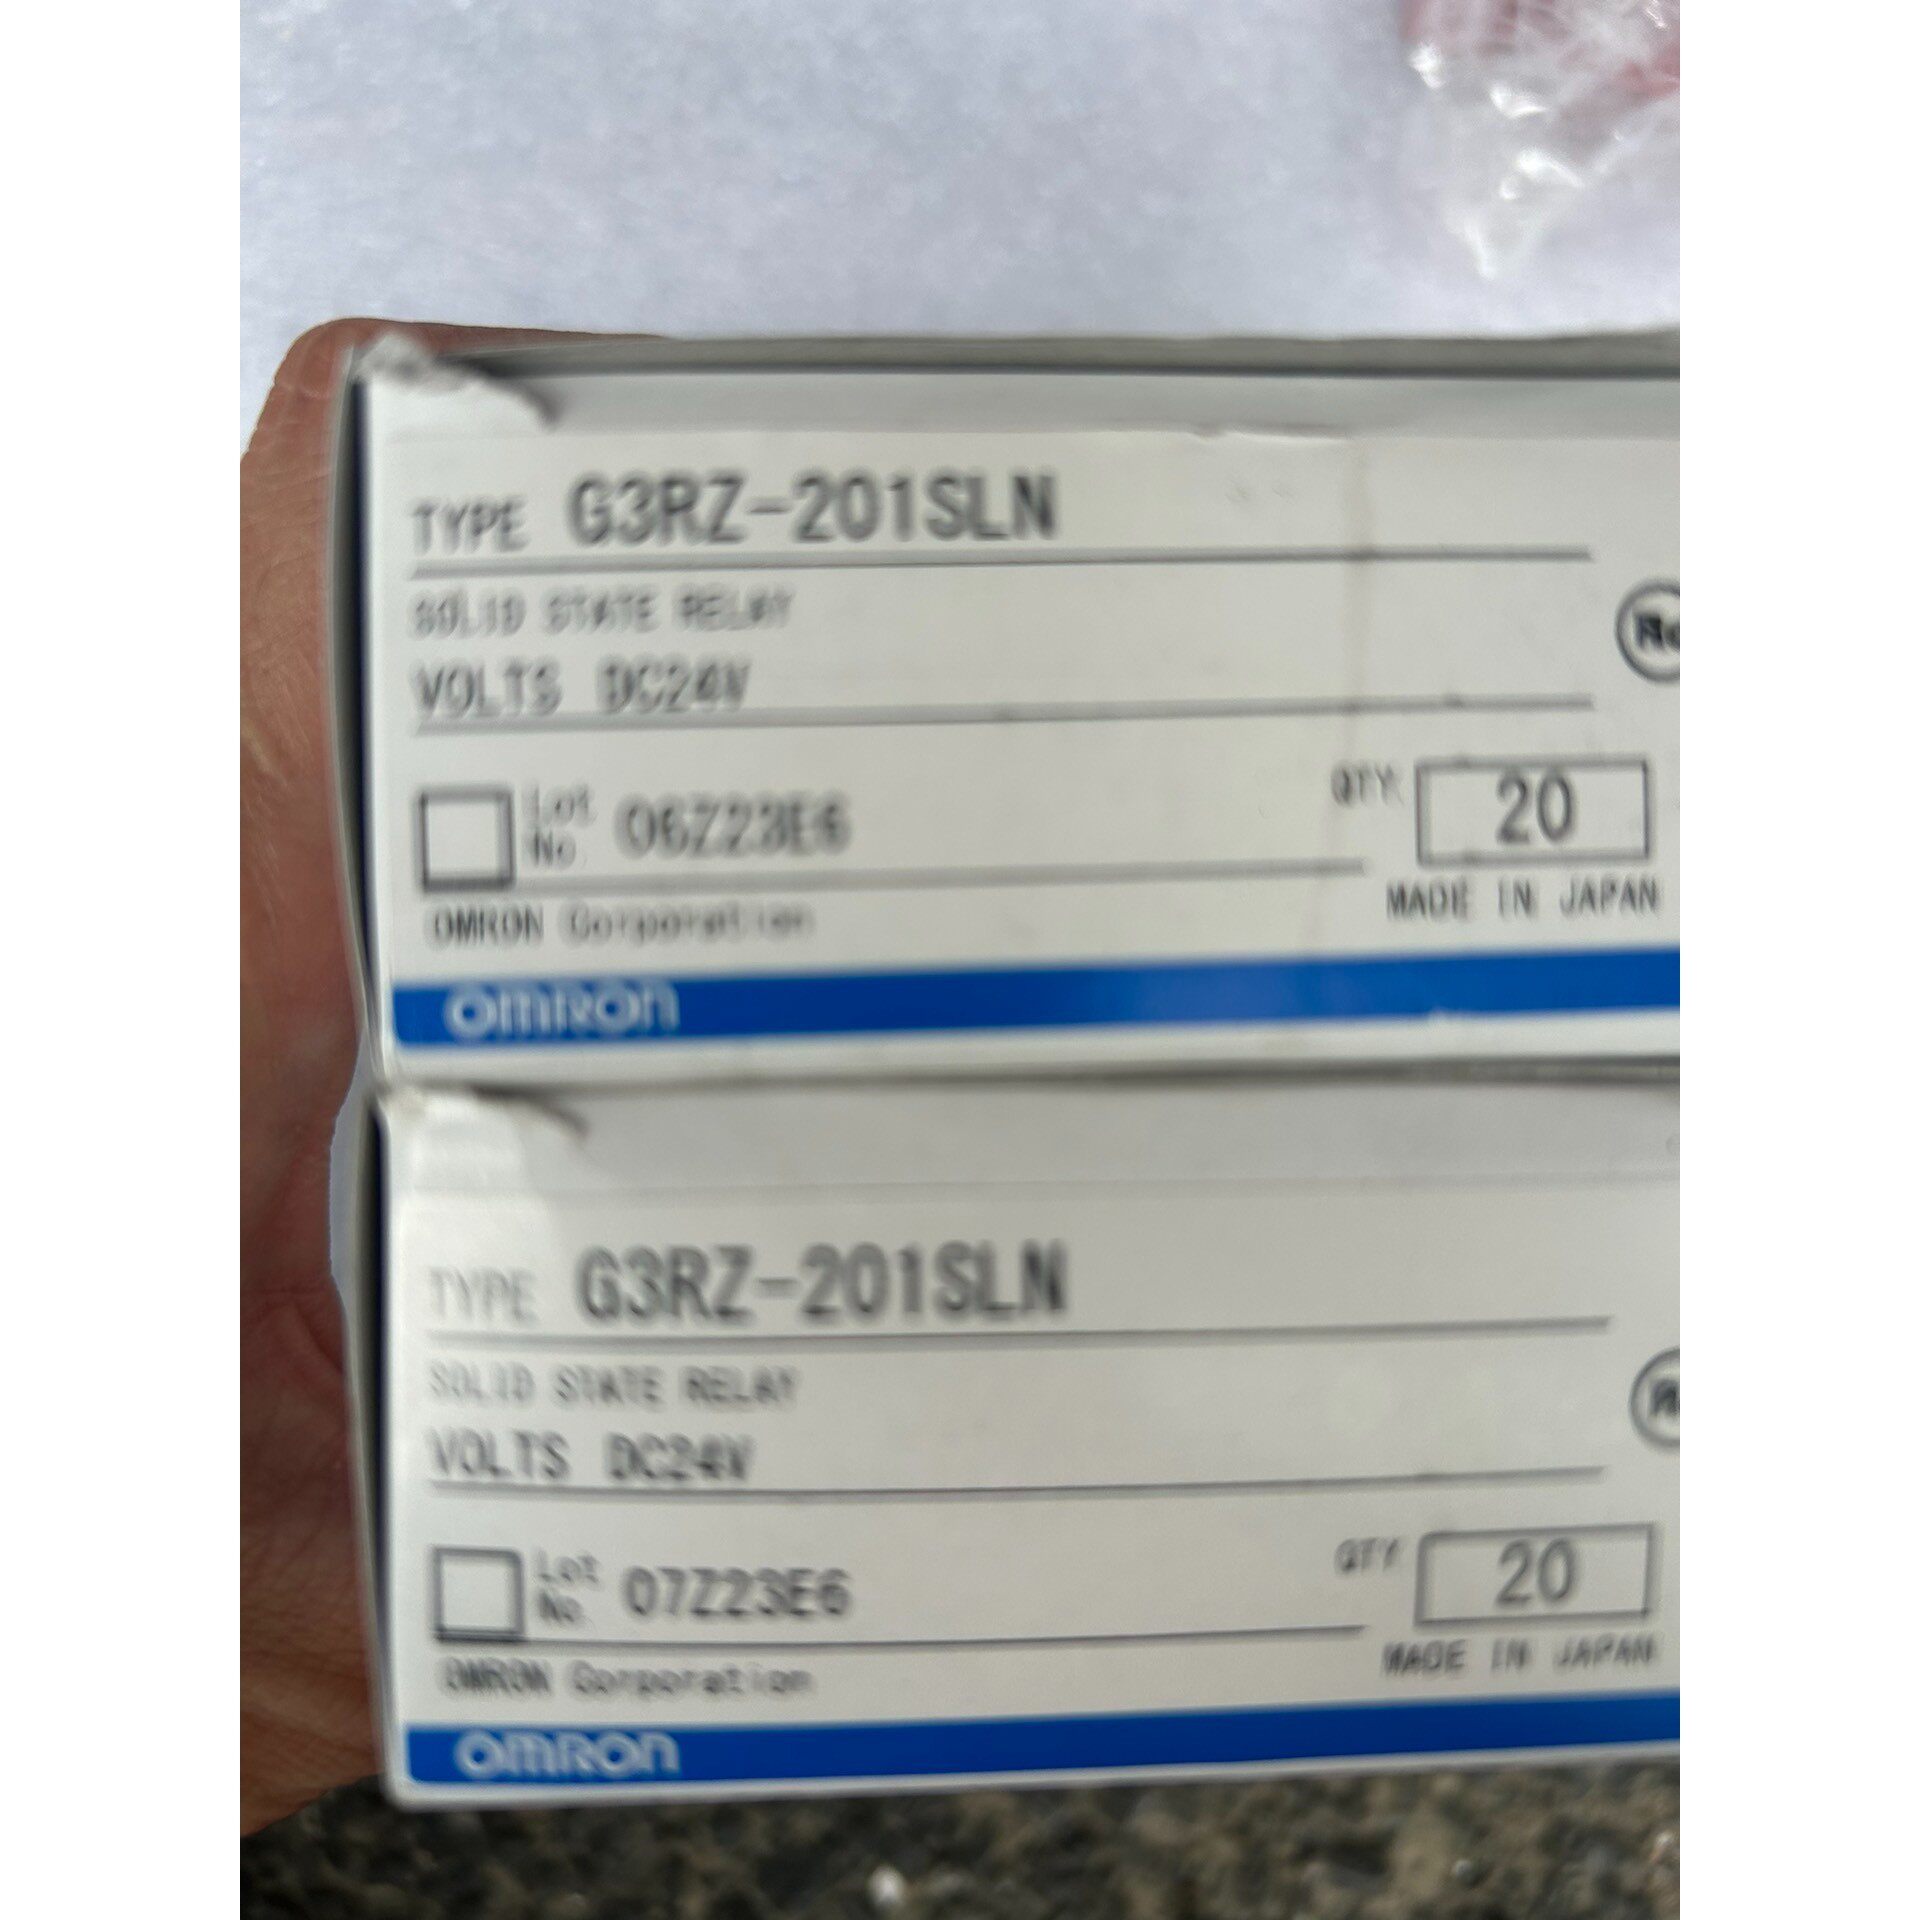 TYPE G3RZ-201SLN
SOLID STATE RELAY
VOLTS DC24V
Lot No. 06Z23E6
QTY. 20
OMRON Corporation
MADE IN JAPAN
OMRON
TYPE G3RZ-201SLN
SOLID STATE RELAY
VOLTS DC24V
Lot No. 07Z23E6
QTY. 20
OMRON Corporation
MADE IN JAPAN
OMRON